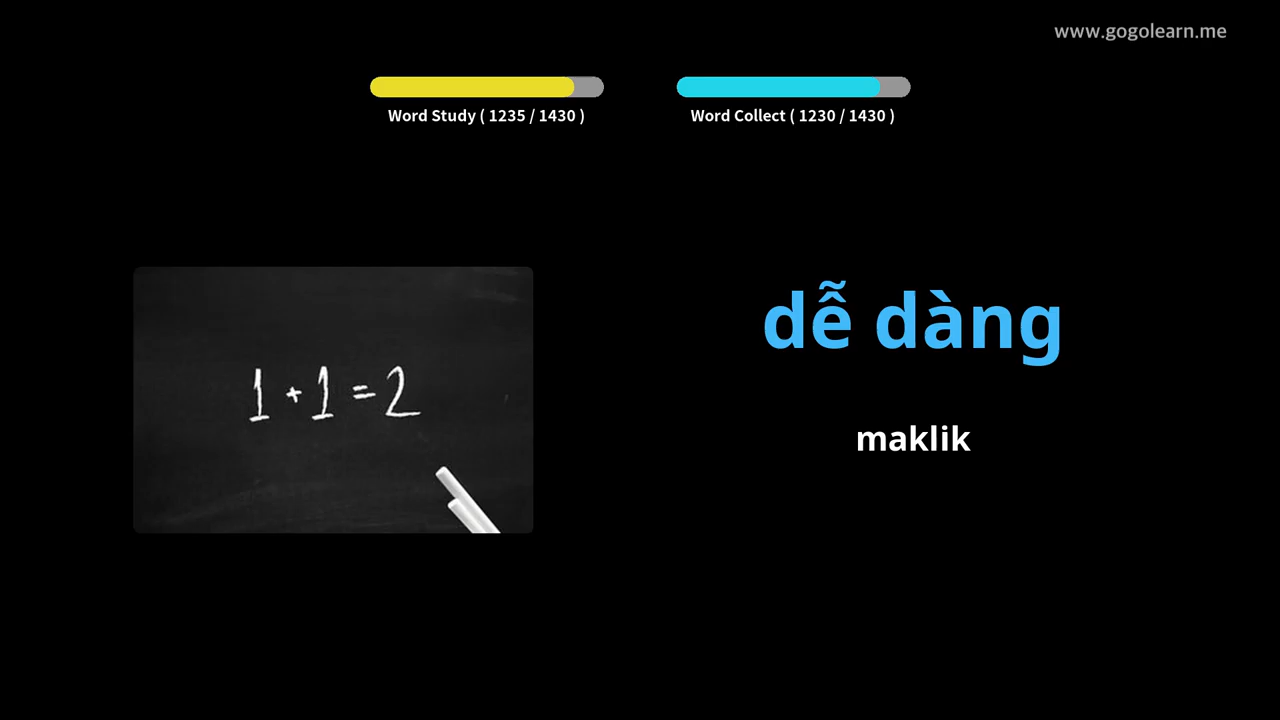 www.gogolearn.me
Word Study ( 1235 / 1430 )
Word Collect ( 1230 / 1430 )
1 + 1 = 2
dễ dàng
maklik